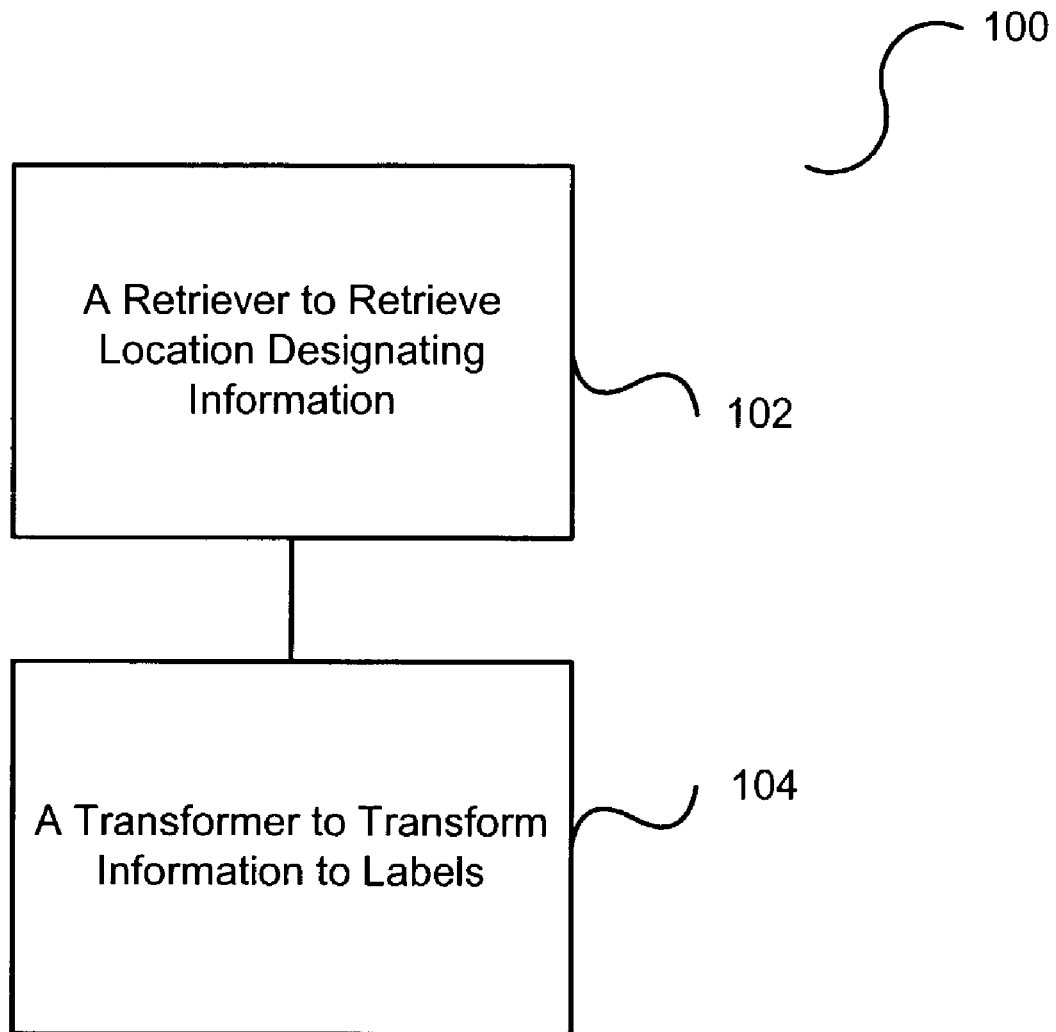 100
A Retriever to Retrieve
Location Designating
Information
102
A Transformer to Transform
Information to Labels
104